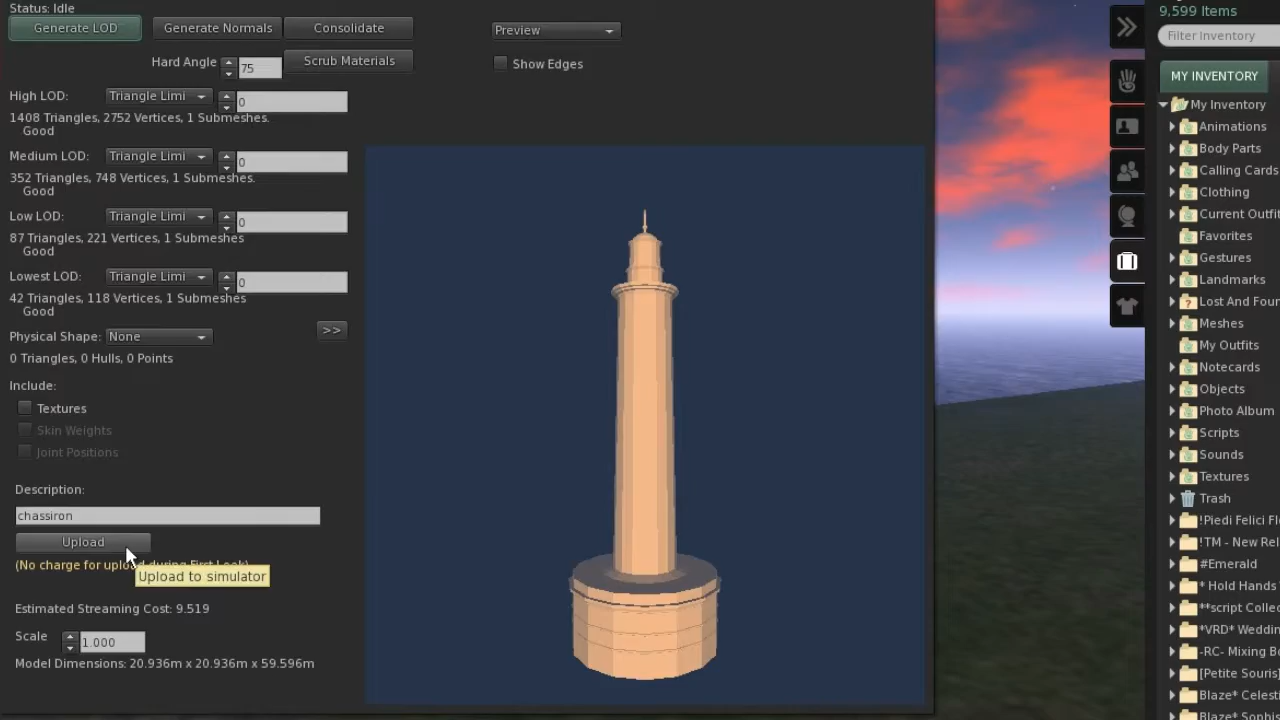 Status: Idle
Generate LOD
Generate Normals
Consolidate
Preview
Hard Angle
75
Scrub Materials
Show Edges
High LOD:
Triangle Limi
0
1408 Triangles, 2752 Vertices, 1 Submeshes.
Good
Medium LOD:
Triangle Limi
0
352 Triangles, 748 Vertices, 1 Submeshes.
Good
Low LOD:
Triangle Limi
0
87 Triangles, 221 Vertices, 1 Submeshes
Good
Lowest LOD:
Triangle Limi
0
42 Triangles, 118 Vertices, 1 Submeshes
Good
Physical Shape:
None
>>
0 Triangles, 0 Hulls, 0 Points
Include:
Textures
Skin Weights
Joint Positions
Description:
chassiron
Upload
(No charge for upload during First Look)
Upload to simulator
Estimated Streaming Cost: 9.519
Scale
1.000
Model Dimensions: 20.936m x 20.936m x 59.596m
9,599 Items
Filter Inventory
MY INVENTORY
My Inventory
Animations
Body Parts
Calling Cards
Clothing
Current Outfit
Favorites
Gestures
Landmarks
Lost And Foun
Meshes
My Outfits
Notecards
Objects
Photo Album
Scripts
Sounds
Textures
Trash
!Piedi Felici Fl
!TM - New Rel
#Emerald
* Hold Hands
**script Collec
*VRD* Weddin
-RC- Mixing Bo
[Petite Souris]
Blaze* Celesti
Blaze* Sophis